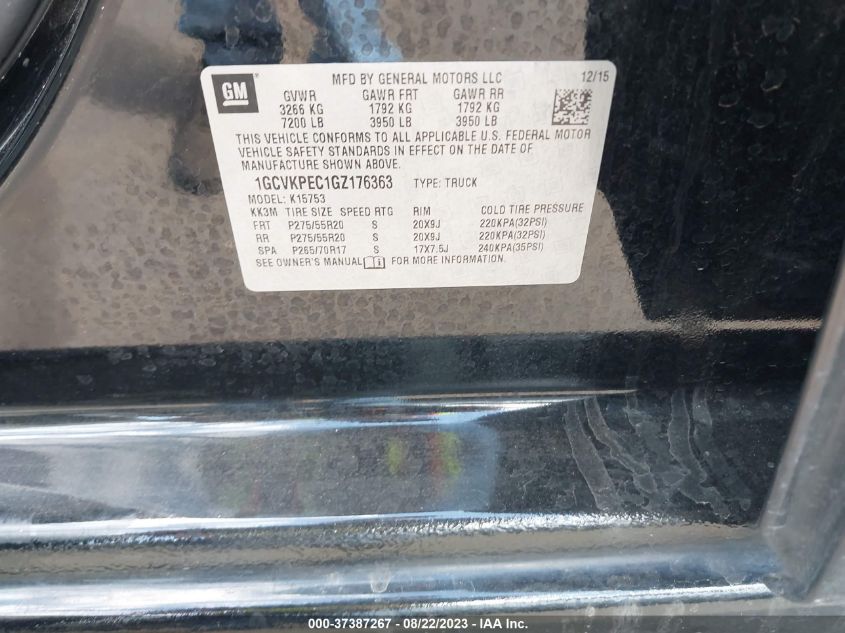 GM
MFD BY GENERAL MOTORS LLC 12/15
GVWR GAWR FRT GAWR RR
3266 KG 1792 KG 1792 KG
7200 LB 3950 LB 3950 LB
THIS VEHICLE CONFORMS TO ALL APPLICABLE U.S. FEDERAL MOTOR
VEHICLE SAFETY STANDARDS IN EFFECT ON THE DATE OF
MANUFACTURE SHOWN ABOVE.
1GCVKPEC1GZ176363 TYPE: TRUCK
MODEL: K15753
KK3M TIRE SIZE SPEED RTG RIM COLD TIRE PRESSURE
FRT P275/55R20 S 20X9J 220KPA(32PSI)
RR P275/55R20 S 20X9J 220KPA(32PSI)
SPA P265/70R17 S 17X7.5J 240KPA(35PSI)
SEE OWNER'S MANUAL FOR MORE INFORMATION.
000-37387267 - 08/22/2023 - IAAI.COM